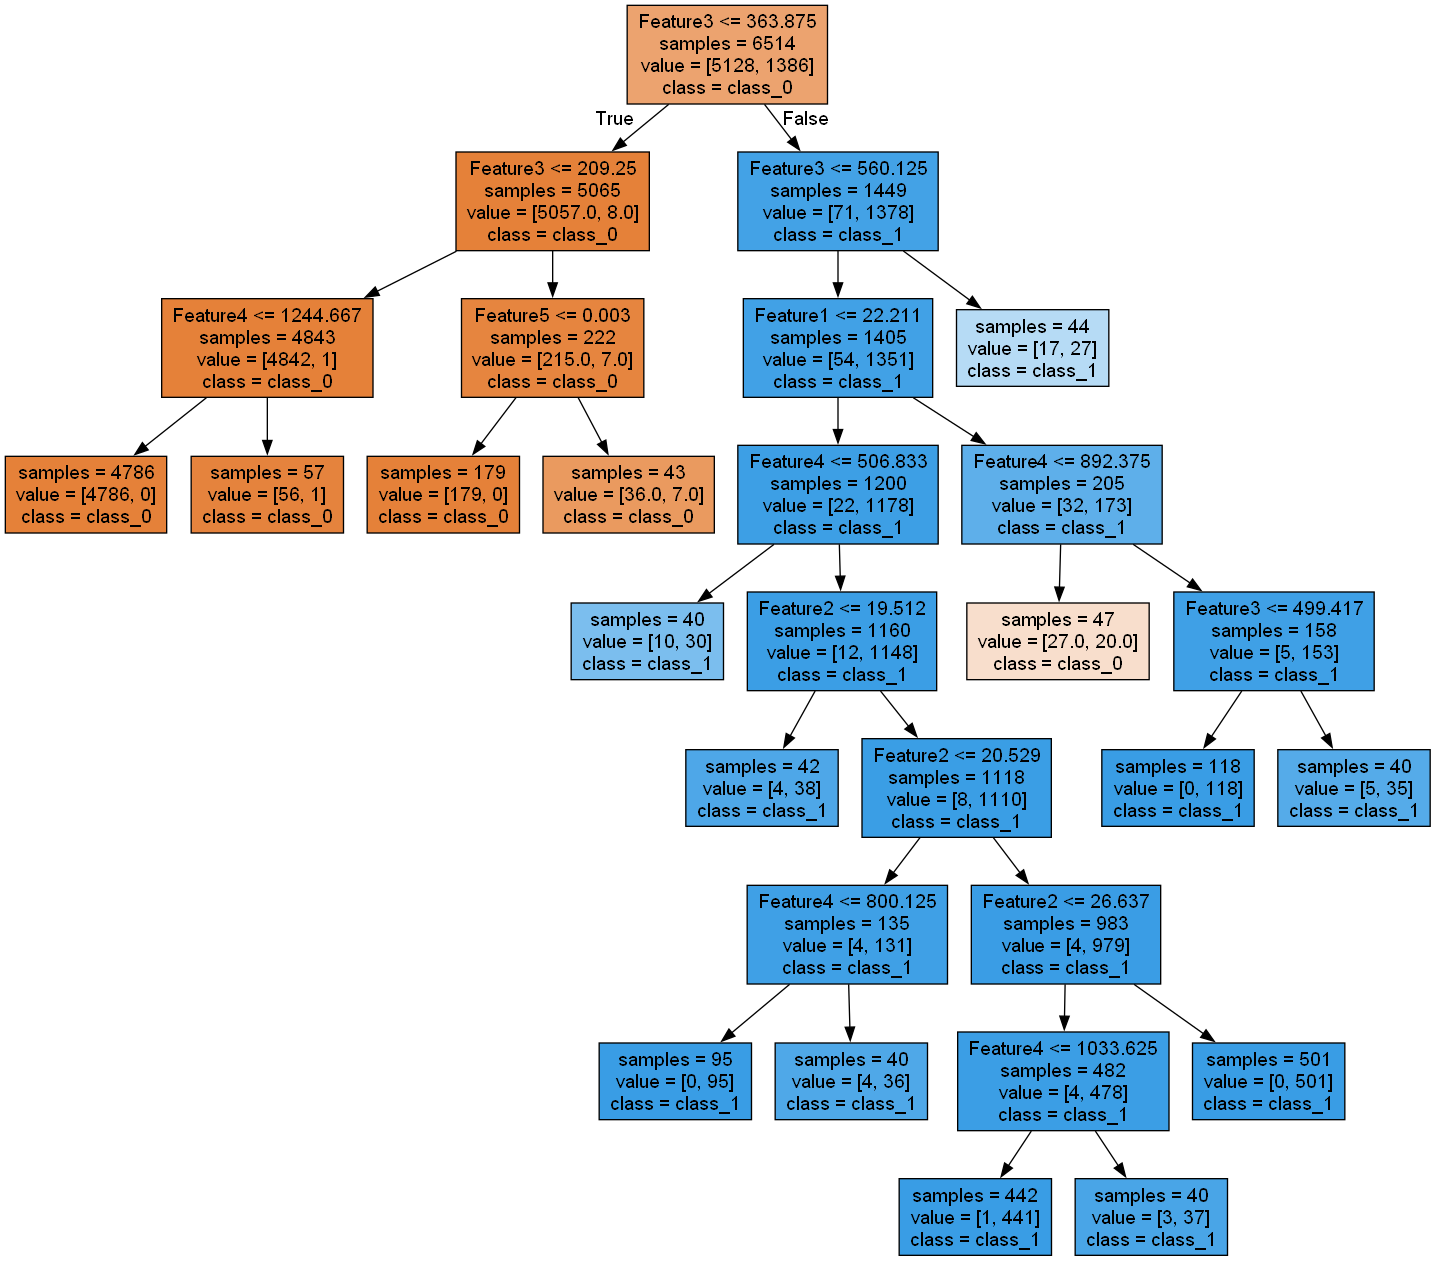 Feature3 <= 363.875
samples = 6514
value = [5128, 1386]
class = class_0
True
False
Feature3 <= 209.25
samples = 5065
value = [5057.0, 8.0]
class = class_0
Feature3 <= 560.125
samples = 1449
value = [71, 1378]
class = class_1
Feature4 <= 1244.667
samples = 4843
value = [4842, 1]
class = class_0
Feature5 <= 0.003
samples = 222
value = [215.0, 7.0]
class = class_0
Feature1 <= 22.211
samples = 1405
value = [54, 1351]
class = class_1
samples = 44
value = [17, 27]
class = class_1
samples = 4786
value = [4786, 0]
class = class_0
samples = 57
value = [56, 1]
class = class_0
samples = 179
value = [179, 0]
class = class_0
samples = 43
value = [36.0, 7.0]
class = class_0
Feature4 <= 506.833
samples = 1200
value = [22, 1178]
class = class_1
Feature4 <= 892.375
samples = 205
value = [32, 173]
class = class_1
samples = 40
value = [10, 30]
class = class_1
Feature2 <= 19.512
samples = 1160
value = [12, 1148]
class = class_1
samples = 47
value = [27.0, 20.0]
class = class_0
Feature3 <= 499.417
samples = 158
value = [5, 153]
class = class_1
samples = 42
value = [4, 38]
class = class_1
Feature2 <= 20.529
samples = 1118
value = [8, 1110]
class = class_1
samples = 118
value = [0, 118]
class = class_1
samples = 40
value = [5, 35]
class = class_1
Feature4 <= 800.125
samples = 135
value = [4, 131]
class = class_1
Feature2 <= 26.637
samples = 983
value = [4, 979]
class = class_1
samples = 95
value = [0, 95]
class = class_1
samples = 40
value = [4, 36]
class = class_1
Feature4 <= 1033.625
samples = 482
value = [4, 478]
class = class_1
samples = 501
value = [0, 501]
class = class_1
samples = 442
value = [1, 441]
class = class_1
samples = 40
value = [3, 37]
class = class_1